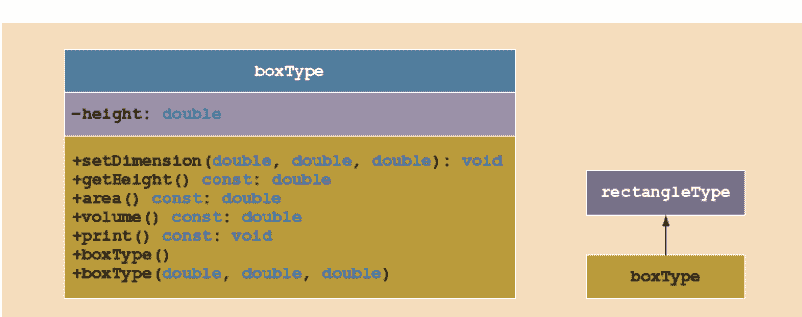 boxType
-height: double
+setDimension(double, double, double): void
+getHeight() const: double
+area() const: double
+volume() const: double
+print() const: void
+boxType()
+boxType(double, double, double)
rectangleType
boxType